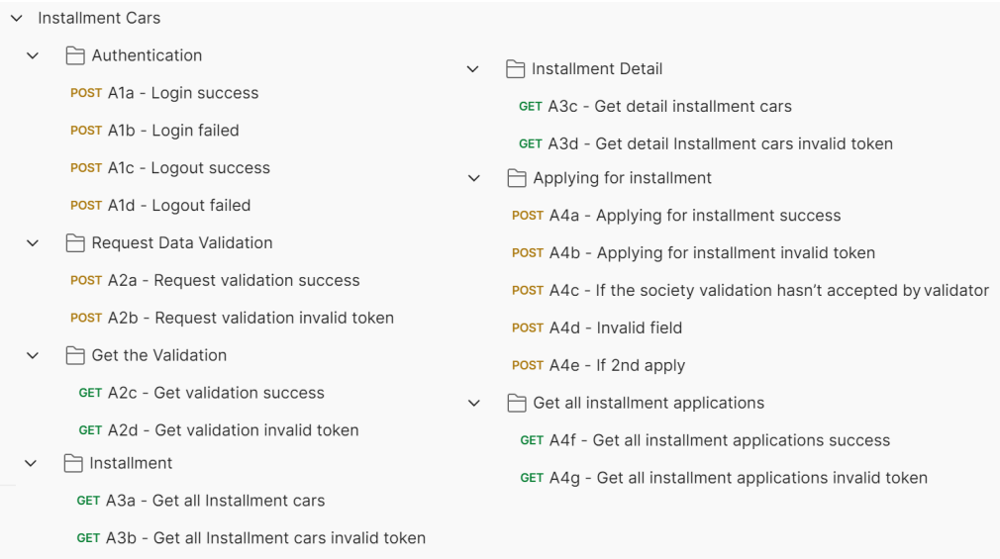 Installment Cars
Authentication
POST A1a - Login success
POST A1b - Login failed
POST A1c - Logout success
POST A1d - Logout failed
Request Data Validation
POST A2a - Request validation success
POST A2b - Request validation invalid token
Get the Validation
GET A2c - Get validation success
GET A2d - Get validation invalid token
Installment
GET A3a - Get all Installment cars
GET A3b - Get all Installment cars invalid token
Installment Detail
GET A3c - Get detail installment cars
GET A3d - Get detail Installment cars invalid token
Applying for installment
POST A4a - Applying for installment success
POST A4b - Applying for installment invalid token
POST A4c - If the society validation hasn't accepted by validator
POST A4d - Invalid field
POST A4e - If 2nd apply
Get all installment applications
GET A4f - Get all installment applications success
GET A4g - Get all installment applications invalid token